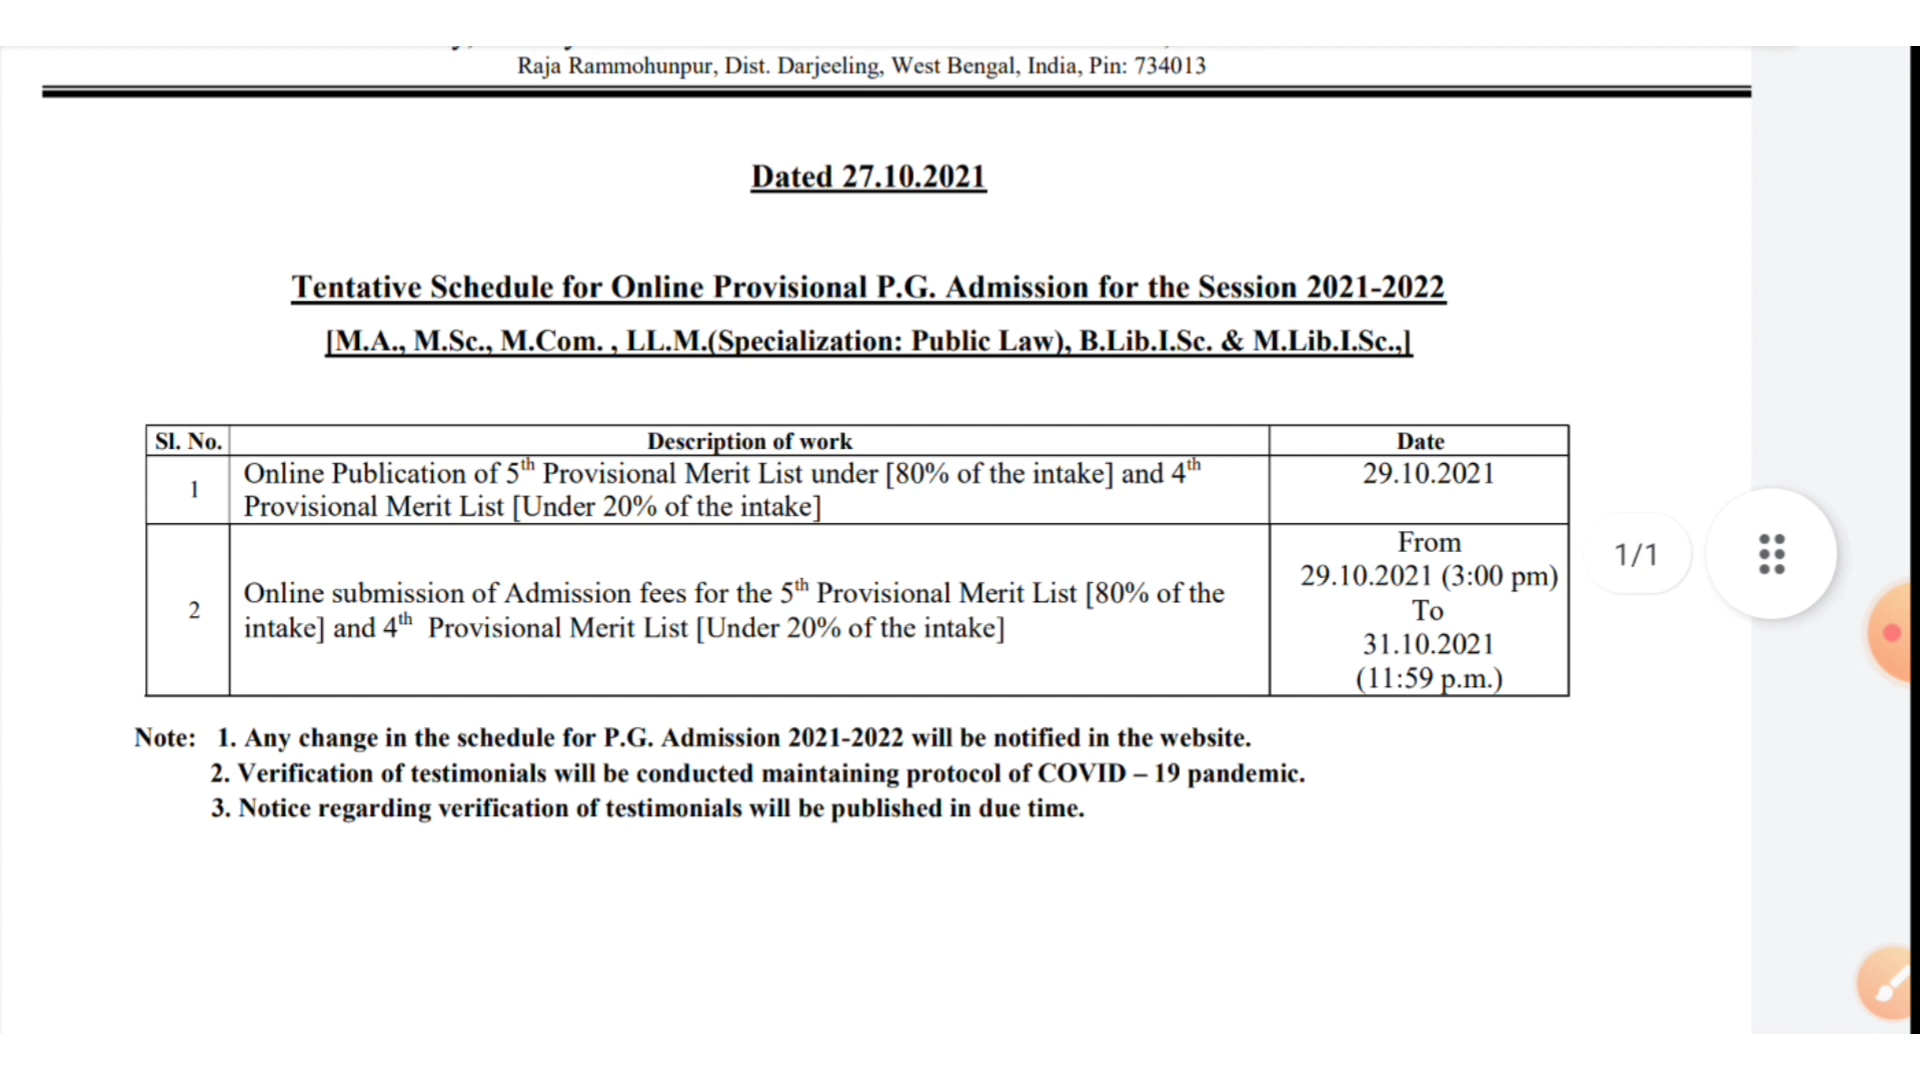 Raja Rammohunpur, Dist. Darjeeling, West Bengal, India, Pin: 734013
Dated 27.10.2021
Tentative Schedule for Online Provisional P.G. Admission for the Session 2021-2022
[M.A., M.Sc., M.Com. , LL.M.(Specialization: Public Law), B.Lib.I.Sc. & M.Lib.I.Sc.,]
Sl. No. Description of work Date
1 Online Publication of 5th Provisional Merit List under [80% of the intake] and 4th 29.10.2021
Provisional Merit List [Under 20% of the intake]
2 Online submission of Admission fees for the 5th Provisional Merit List [80% of the
intake] and 4th Provisional Merit List [Under 20% of the intake]
From
29.10.2021 (3:00 pm)
To
31.10.2021
(11:59 p.m.)
1/1
Note: 1. Any change in the schedule for P.G. Admission 2021-2022 will be notified in the website.
2. Verification of testimonials will be conducted maintaining protocol of COVID – 19 pandemic.
3. Notice regarding verification of testimonials will be published in due time.